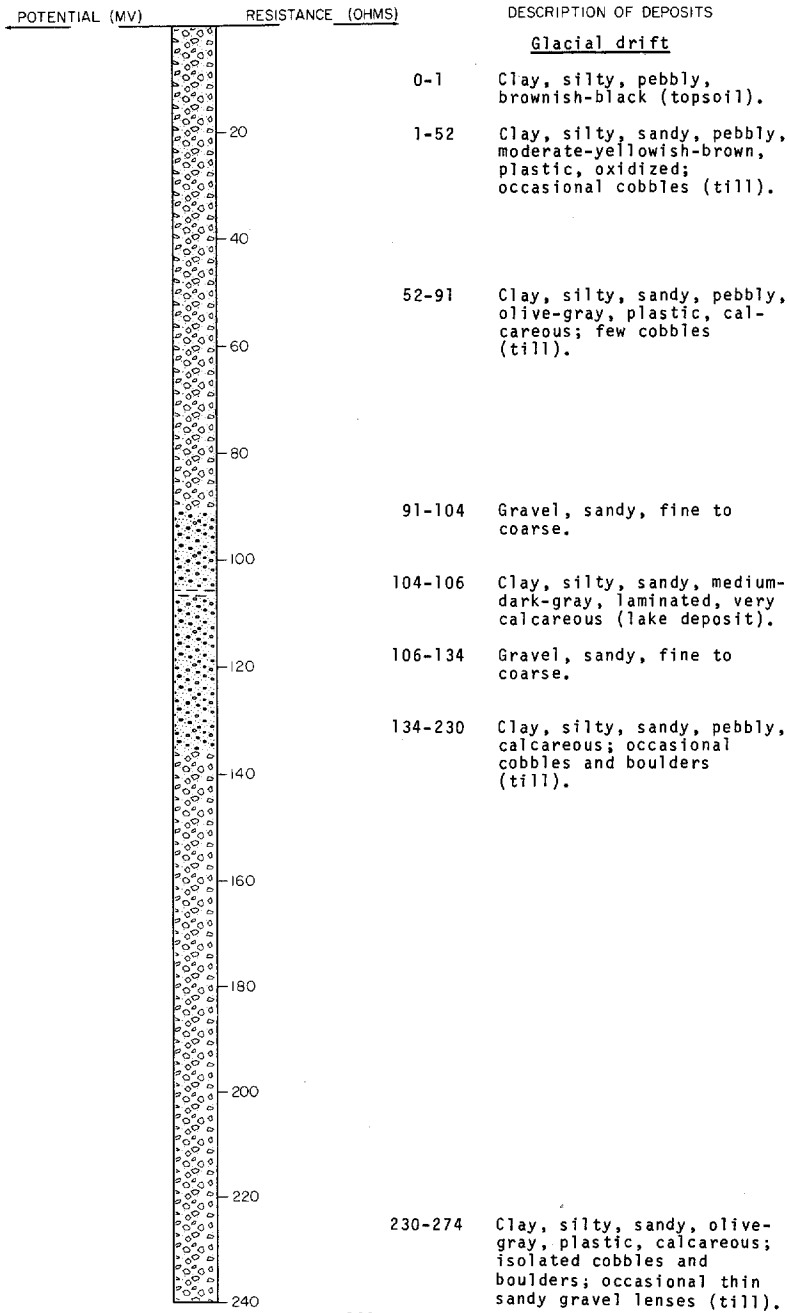 POTENTIAL (MV) RESISTANCE (OHMS) DESCRIPTION OF DEPOSITS
Glacial drift
0-1 Clay, silty, pebbly,
brownish-black (topsoil).
20
1-52 Clay, silty, sandy, pebbly,
moderate-yellowish-brown,
plastic, oxidized;
occasional cobbles (till).
40
52-91 Clay, silty, sandy, pebbly,
olive-gray, plastic, cal-
careous; few cobbles
(till).
60
80
91-104 Gravel, sandy, fine to
coarse.
100
104-106 Clay, silty, sandy, medium-
dark-gray, laminated, very
calcareous (lake deposit).
106-134 Gravel, sandy, fine to
coarse.
120
134-230 Clay, silty, sandy, pebbly,
calcareous; occasional
cobbles and boulders
(till).
140
160
180
200
220
230-274 Clay, silty, sandy, olive-
gray, plastic, calcareous;
isolated cobbles and
boulders; occasional thin
sandy gravel lenses (till).
240